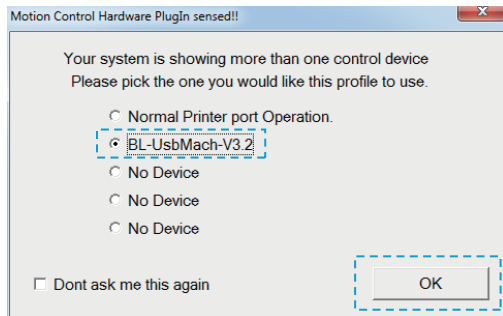 Motion Control Hardware PlugIn sensed!!
Your system is showing more than one control device
Please pick the one you would like this profile to use.
Normal Printer port Operation.
BL-UsbMach-V3.2
No Device
No Device
No Device
Dont ask me this again
OK